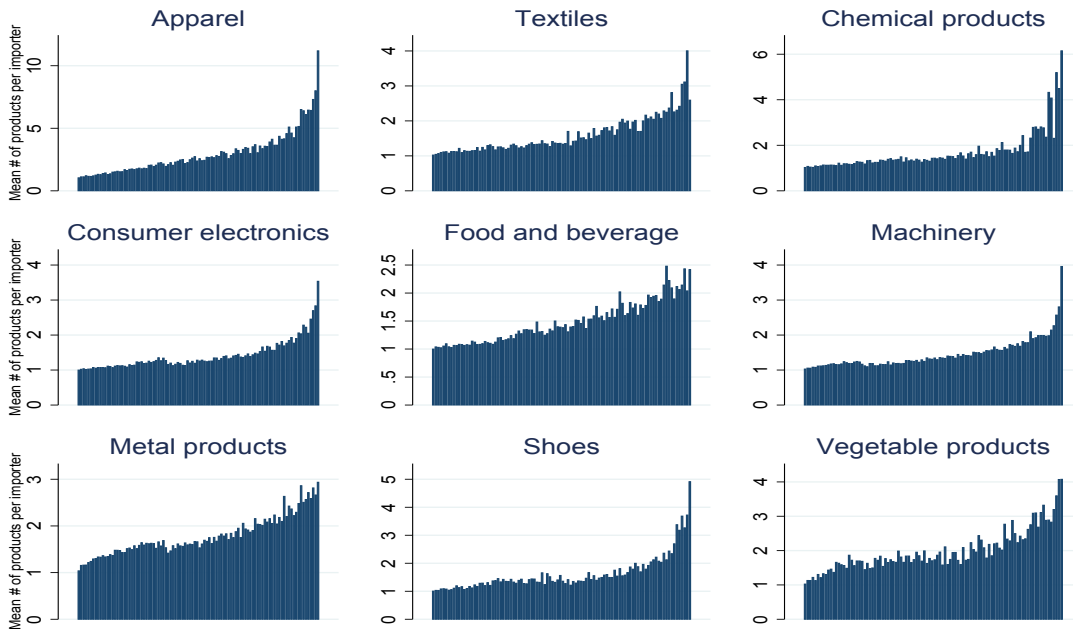 Apparel
Textiles
Chemical products
Mean # of products per importer
0 5 10
0 1 2 3 4
0 2 4 6
Consumer electronics
Food and beverage
Machinery
Mean # of products per importer
0 1 2 3 4
0 .5 1 1.5 2 2.5
0 1 2 3 4
Metal products
Shoes
Vegetable products
Mean # of products per importer
0 1 2 3
0 1 2 3 4 5
0 1 2 3 4